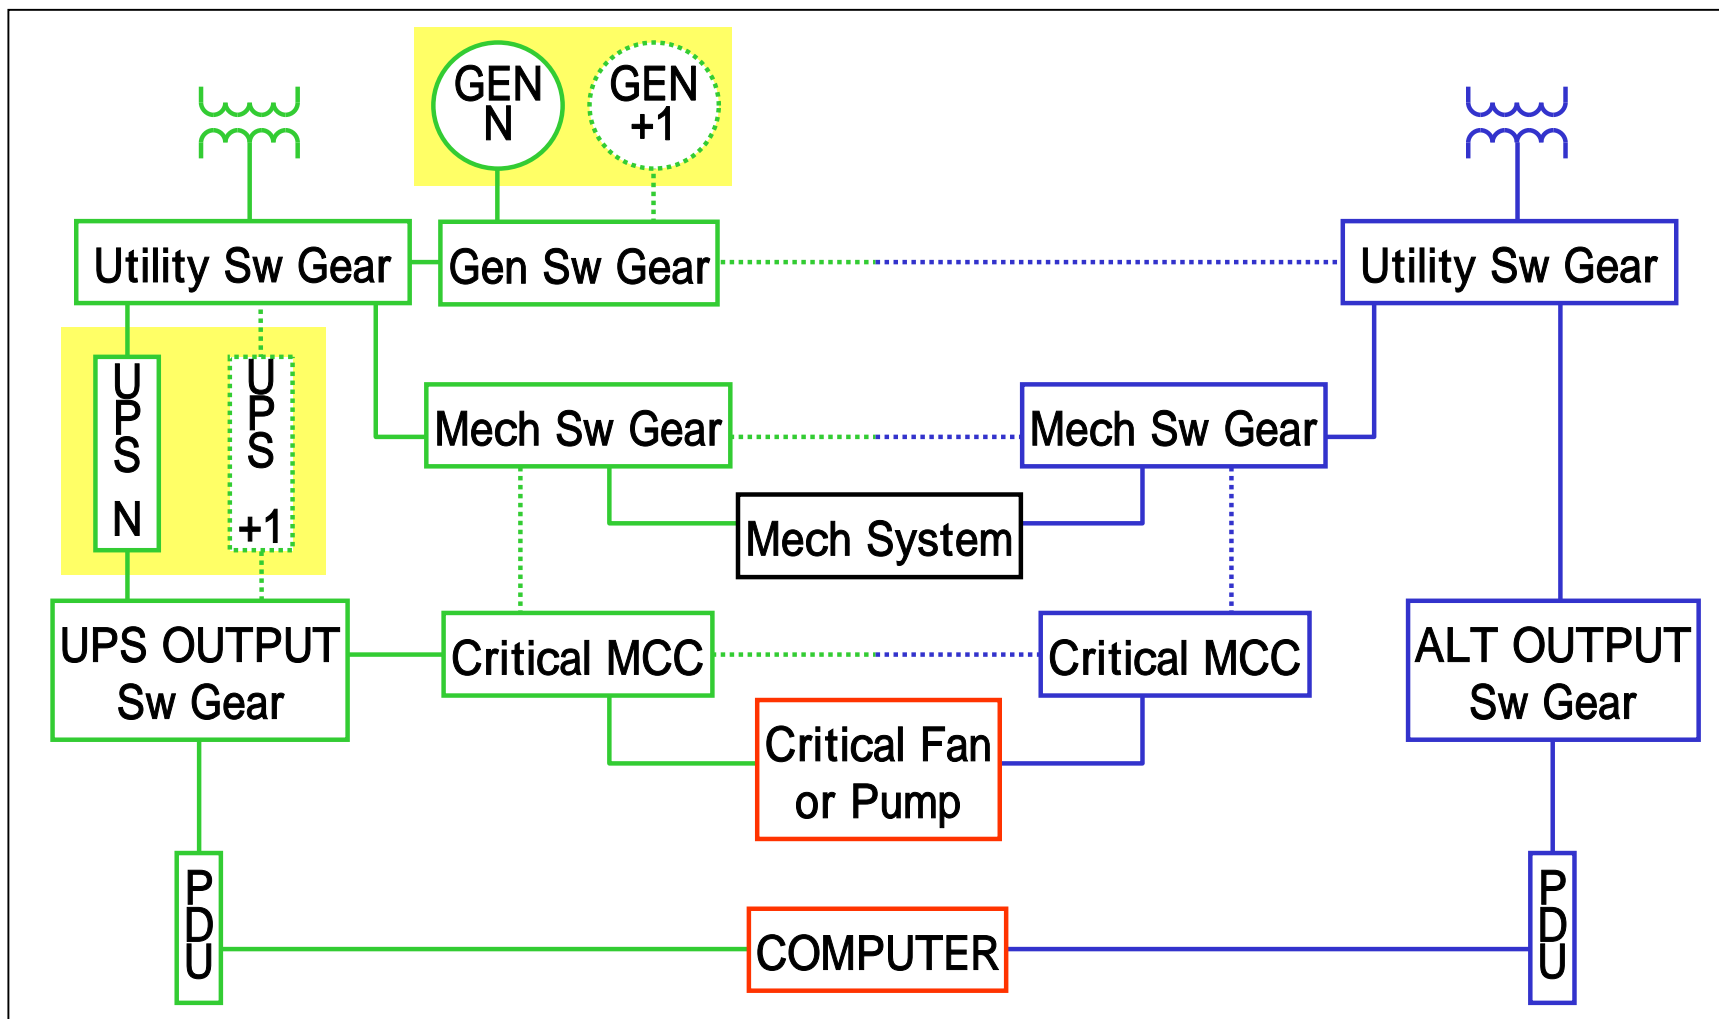 GEN
N
GEN
+1
Utility Sw Gear
Gen Sw Gear
Utility Sw Gear
UPS N
UPS +1
Mech Sw Gear
Mech Sw Gear
Mech System
UPS OUTPUT
Sw Gear
Critical MCC
Critical MCC
ALT OUTPUT
Sw Gear
Critical Fan
or Pump
PDU
COMPUTER
PDU